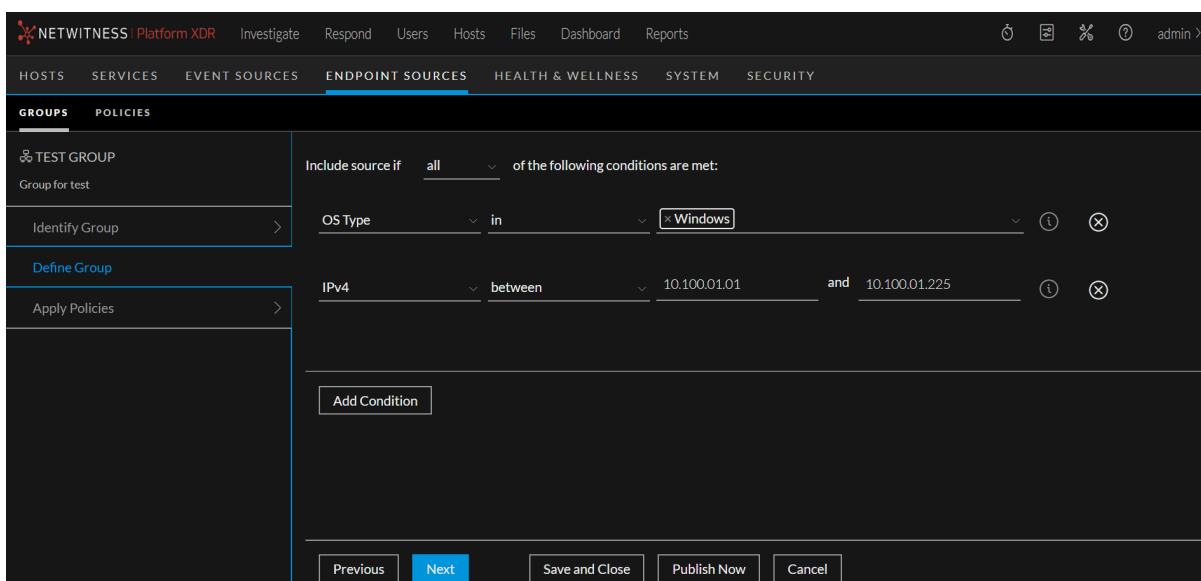 NETWITNESS Platform XDR Investigate Respond Users Hosts Files Dashboard Reports admin
HOSTS SERVICES EVENT SOURCES ENDPOINT SOURCES HEALTH & WELLNESS SYSTEM SECURITY
GROUPS POLICIES
TEST GROUP
Group for test
Identify Group
Define Group
Apply Policies
Include source if all of the following conditions are met:
OS Type in × Windows
IPv4 between 10.100.01.01 and 10.100.01.225
Add Condition
Previous Next Save and Close Publish Now Cancel